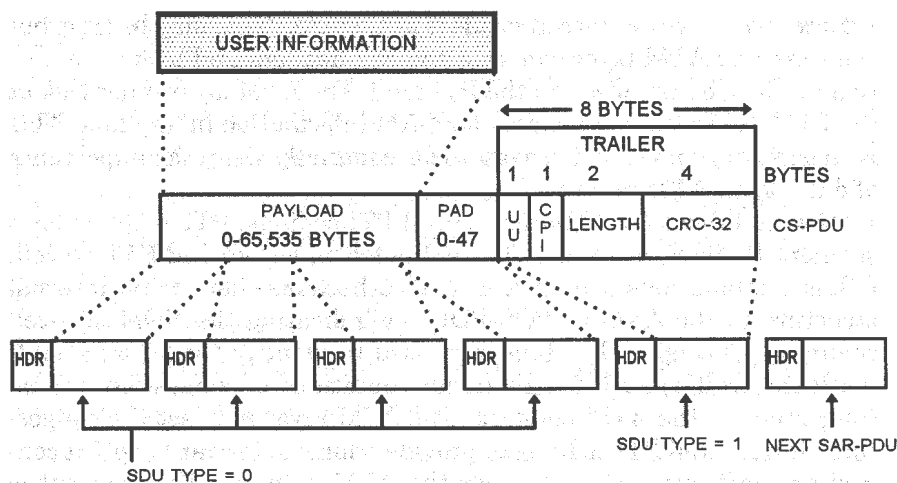 USER INFORMATION
8 BYTES
TRAILER
1 1 2 4 BYTES
PAYLOAD
0-65,535 BYTES
PAD
0-47
UU
CPI
LENGTH
CRC-32
CS-PDU
HDR HDR HDR HDR HDR HDR
SDU TYPE = 0
SDU TYPE = 1
NEXT SAR-PDU